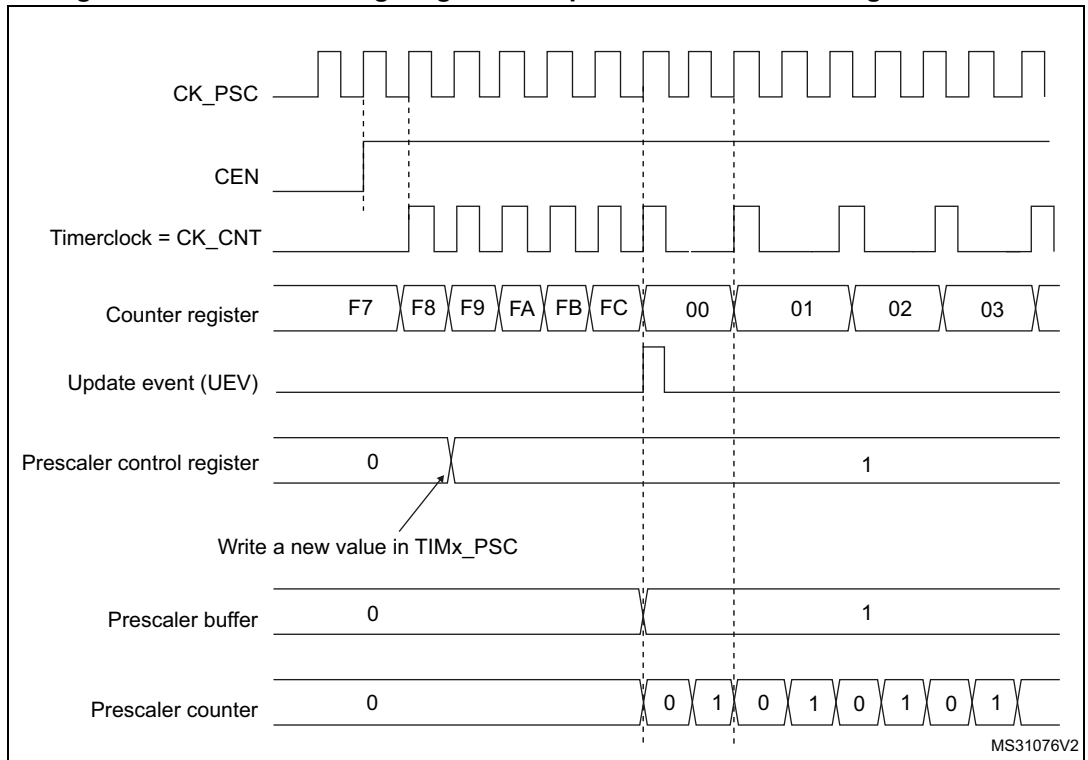 CK_PSC
CEN
Timerclock = CK_CNT
Counter register F7 F8 F9 FA FB FC 00 01 02 03
Update event (UEV)
Prescaler control register 0 1
Write a new value in TIMx_PSC
Prescaler buffer 0 1
Prescaler counter 0 0 1 0 1 0 1 0 1
MS31076V2